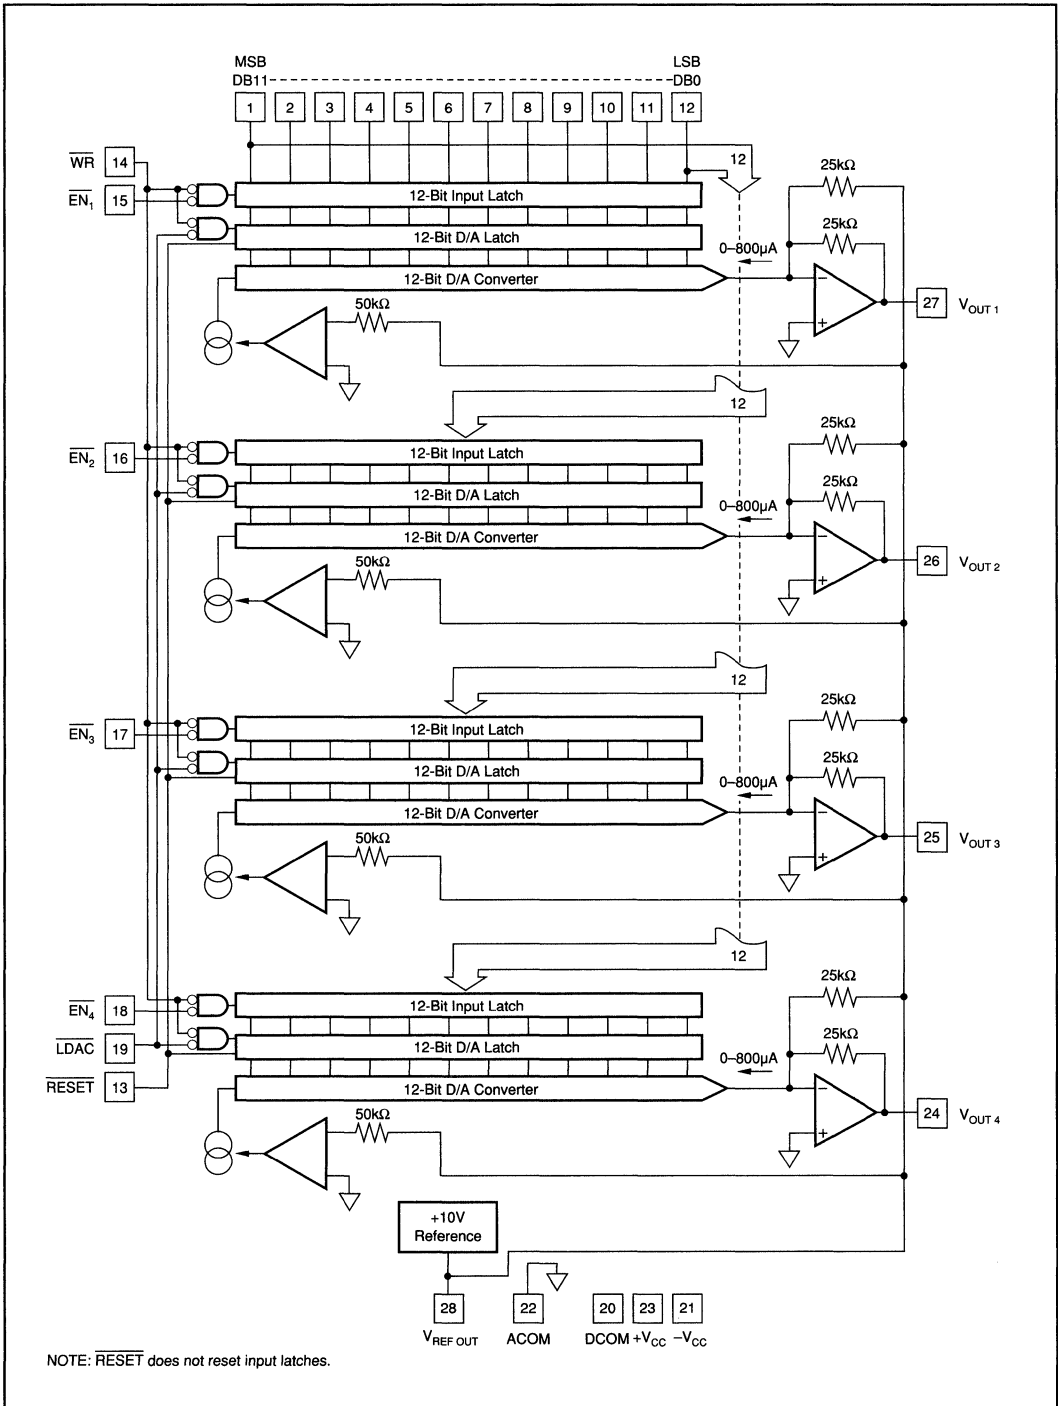 MSB LSB
DB11 DB0
1 2 3 4 5 6 7 8 9 10 11 12
WR 14
12
25kΩ
EN1 15
12-Bit Input Latch
25kΩ
12-Bit D/A Latch
0–800µA
12-Bit D/A Converter
−
50kΩ
+
27 VOUT 1
12
25kΩ
EN2 16
12-Bit Input Latch
25kΩ
12-Bit D/A Latch
0–800µA
12-Bit D/A Converter
−
50kΩ
+
26 VOUT 2
12
25kΩ
EN3 17
12-Bit Input Latch
25kΩ
12-Bit D/A Latch
0–800µA
12-Bit D/A Converter
−
50kΩ
+
25 VOUT 3
12
25kΩ
EN4 18
12-Bit Input Latch
25kΩ
LDAC 19
12-Bit D/A Latch
0–800µA
RESET 13
12-Bit D/A Converter
−
50kΩ
+
24 VOUT 4
+10V
Reference
28 22 20 23 21
VREF OUT ACOM DCOM +VCC −VCC
NOTE: RESET does not reset input latches.